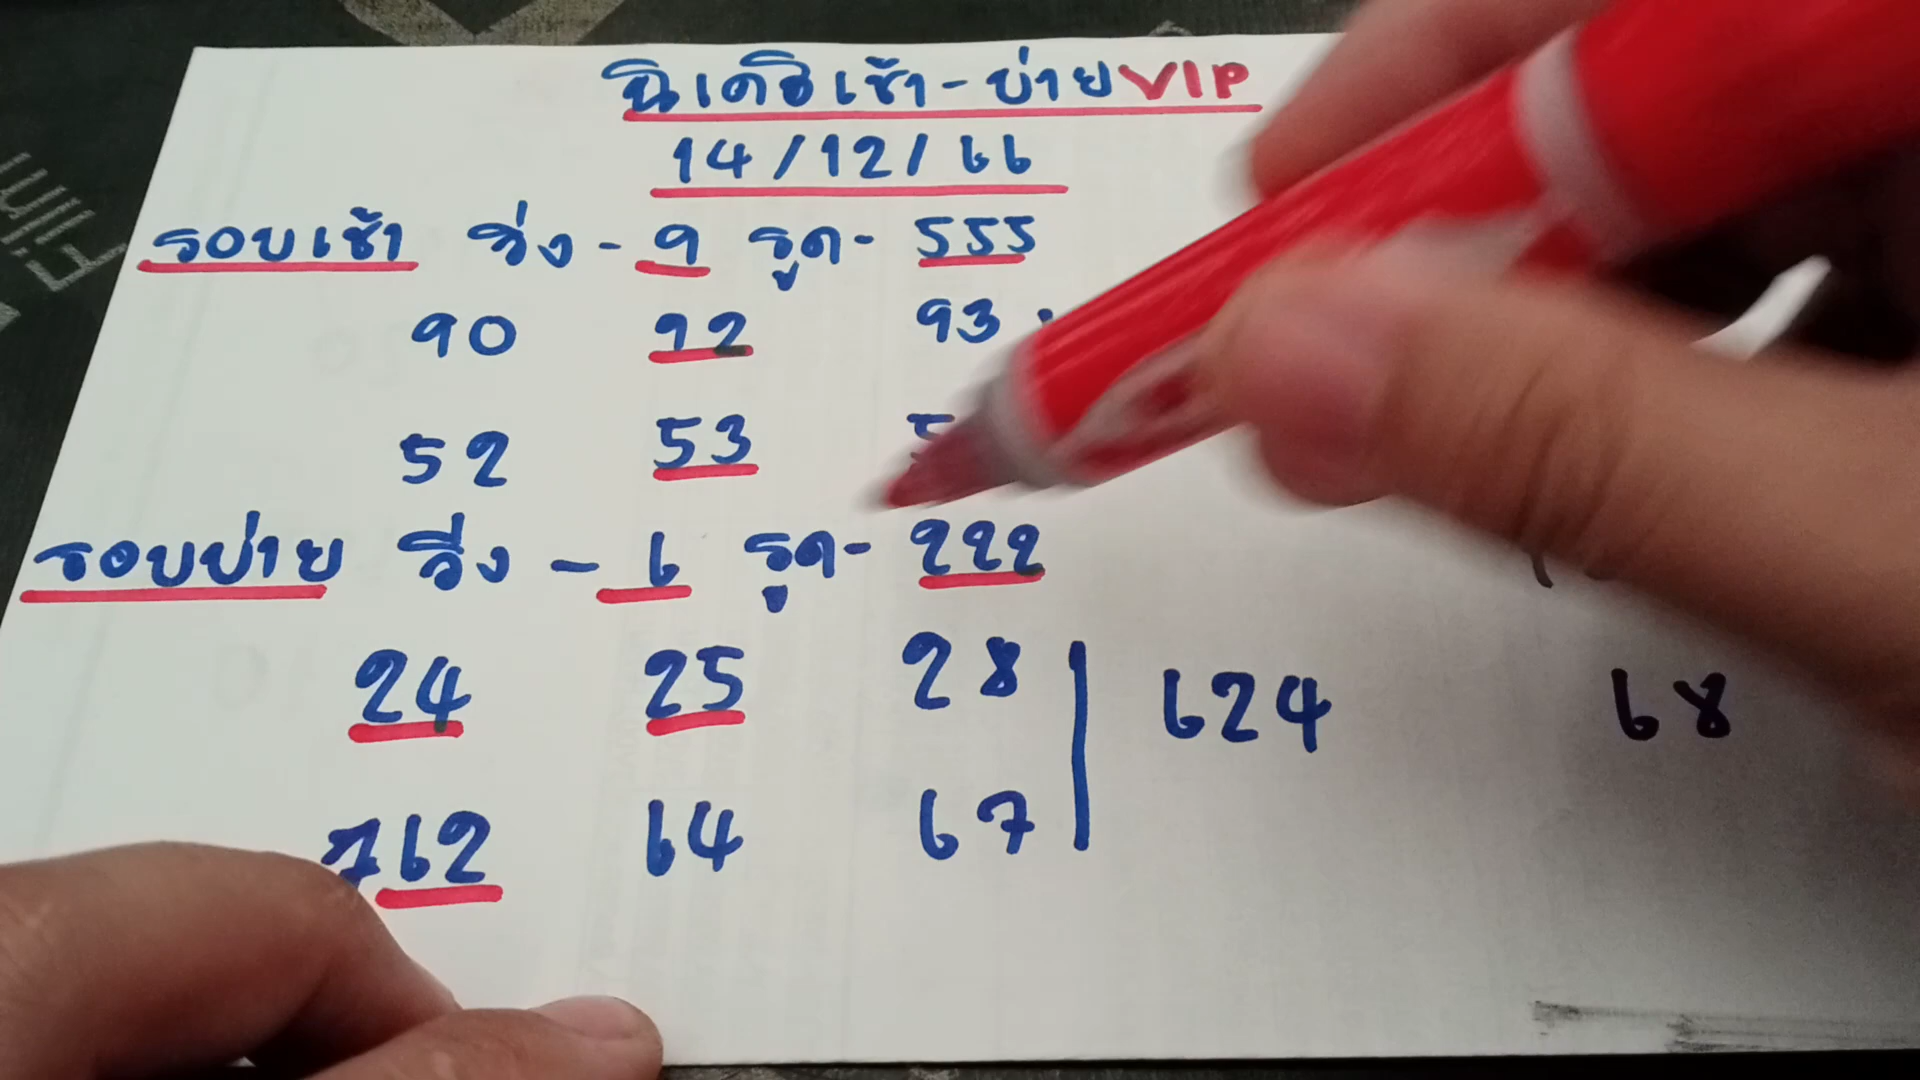 นิเคอิเช้า-บ่ายVIP
14/12/66
รอบเช้า วิ่ง-9 รูด-555
90 92 93
52 53 5
รอบบ่าย วิ่ง-6 รูด-222
24 25 28 624 68
762 64 67